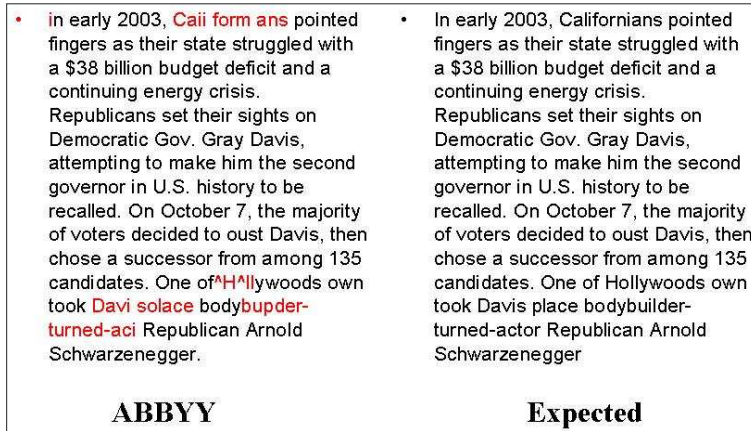 • in early 2003, Caii form ans pointed
fingers as their state struggled with
a $38 billion budget deficit and a
continuing energy crisis.
Republicans set their sights on
Democratic Gov. Gray Davis,
attempting to make him the second
governor in U.S. history to be
recalled. On October 7, the majority
of voters decided to oust Davis, then
chose a successor from among 135
candidates. One of^H^llywoods own
took Davi solace bodybupder-
turned-aci Republican Arnold
Schwarzenegger.
ABBYY
• In early 2003, Californians pointed
fingers as their state struggled with
a $38 billion budget deficit and a
continuing energy crisis.
Republicans set their sights on
Democratic Gov. Gray Davis,
attempting to make him the second
governor in U.S. history to be
recalled. On October 7, the majority
of voters decided to oust Davis, then
chose a successor from among 135
candidates. One of Hollywoods own
took Davis place bodybuilder-
turned-actor Republican Arnold
Schwarzenegger
Expected